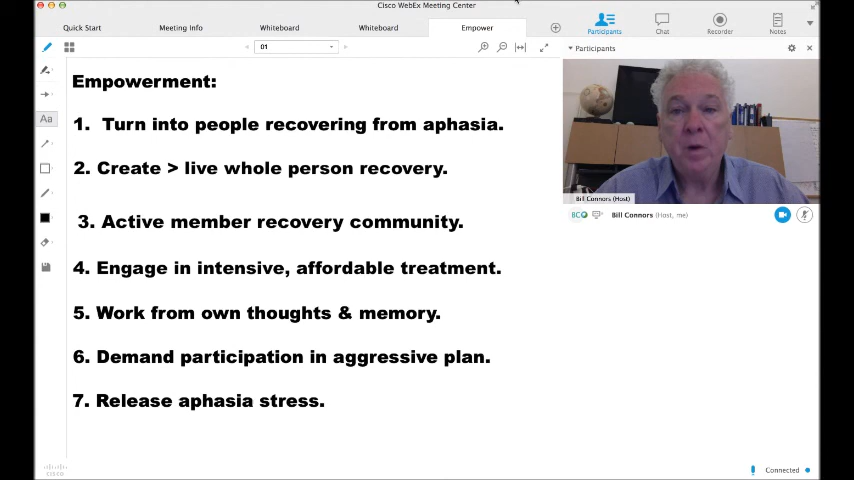 Cisco WebEx Meeting Center
Quick Start
Meeting Info
Whiteboard
Whiteboard
Empower
Participants
Chat
Recorder
Notes
01
Participants
Aa
Empowerment:
1. Turn into people recovering from aphasia.
2. Create > live whole person recovery.
3. Active member recovery community.
4. Engage in intensive, affordable treatment.
5. Work from own thoughts & memory.
6. Demand participation in aggressive plan.
7. Release aphasia stress.
Bill Connors (Host)
BC Bill Connors (Host, me)
cisco
Connected